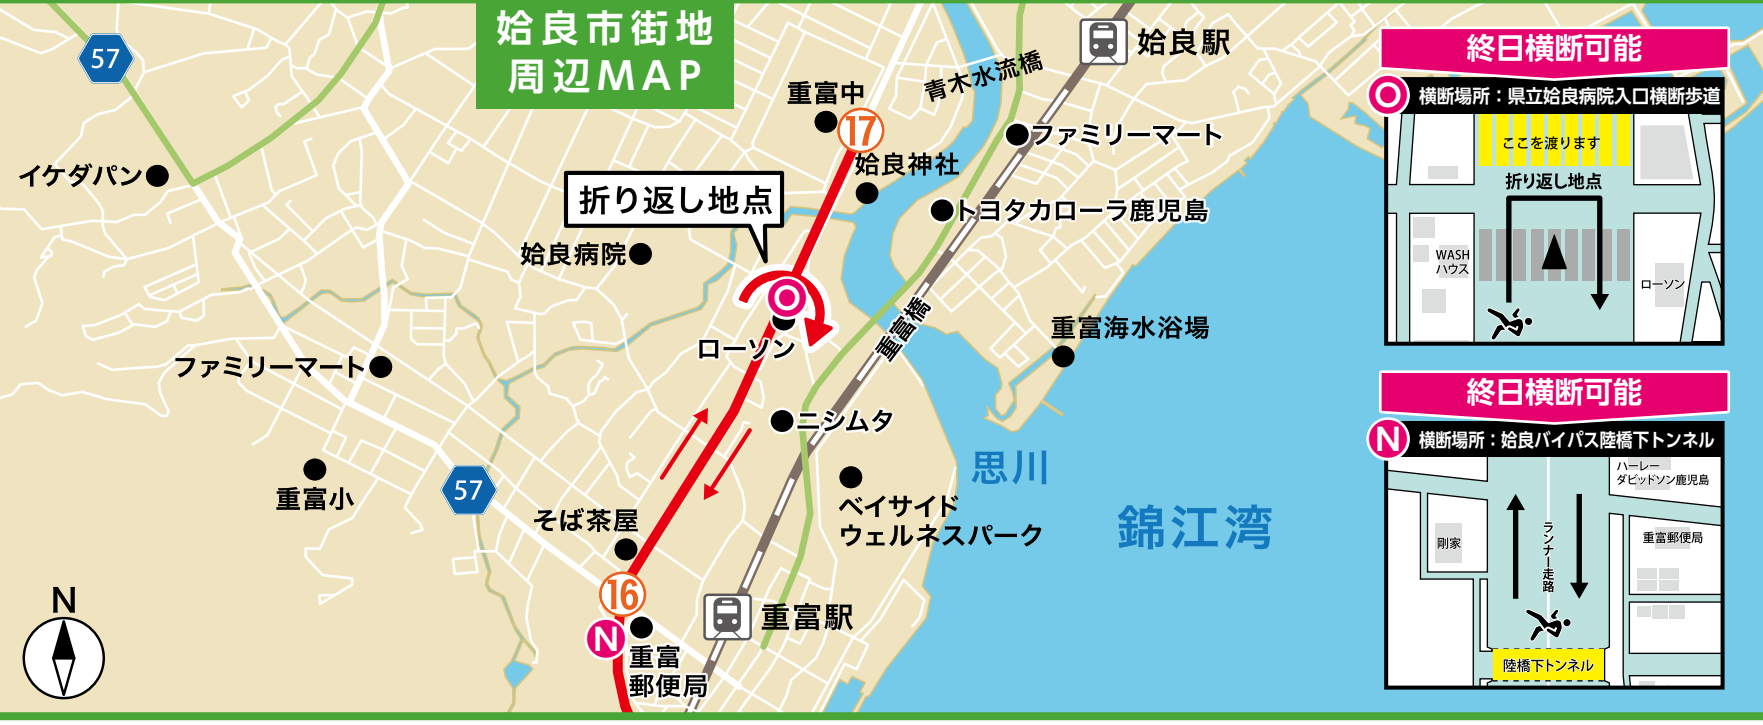 姶良市街地
周辺MAP
57
イケダパン
重富中
17
姶良神社
青木水流橋
姶良駅
ファミリーマート
トヨタカローラ鹿児島
折り返し地点
姶良病院
ローソン
重富橋
重富海水浴場
ファミリーマート
ニシムタ
重富小
57
そば茶屋
ベイサイド
ウェルネスパーク
思川
錦江湾
16
N
重富
郵便局
重富駅
N
終日横断可能
横断場所：県立姶良病院入口横断歩道
ここを渡ります
折り返し地点
WASH
ハウス
ローソン
終日横断可能
N
横断場所：姶良バイパス陸橋下トンネル
ハーレー
ダビッドソン鹿児島
剛家
ランナー走路
重富郵便局
陸橋下トンネル